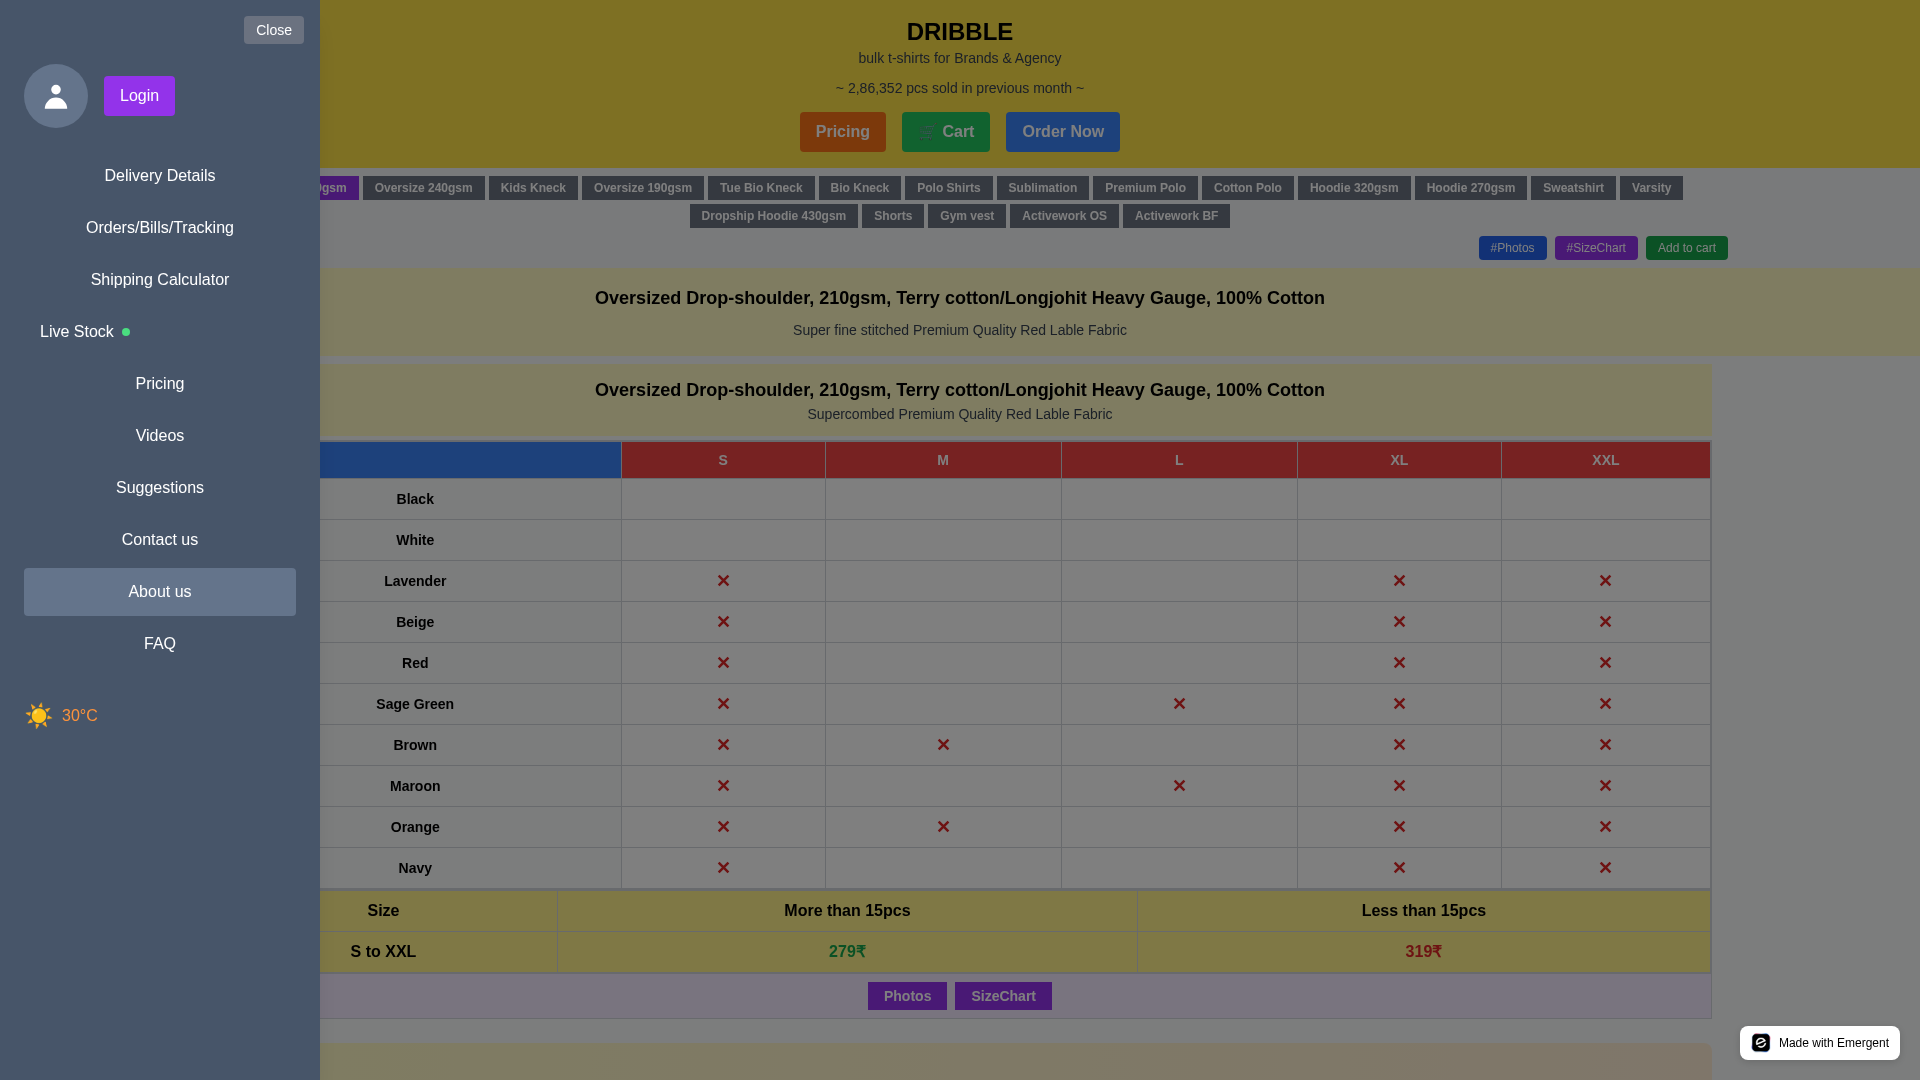 Close
Login
Delivery Details
Orders/Bills/Tracking
Shipping Calculator
Live Stock
Pricing
Videos
Suggestions
Contact us
About us
FAQ
30°C
DRIBBLE
bulk t-shirts for Brands & Agency
~ 2,86,352 pcs sold in previous month ~
Pricing Cart Order Now
gsm Oversize 240gsm Kids Kneck Oversize 190gsm Tue Bio Kneck Bio Kneck Polo Shirts Sublimation Premium Polo Cotton Polo Hoodie 320gsm Hoodie 270gsm Sweatshirt Varsity
Dropship Hoodie 430gsm Shorts Gym vest Activework OS Activework BF
#Photos #SizeChart Add to cart
Oversized Drop-shoulder, 210gsm, Terry cotton/Longjohit Heavy Gauge, 100% Cotton
Super fine stitched Premium Quality Red Lable Fabric
Oversized Drop-shoulder, 210gsm, Terry cotton/Longjohit Heavy Gauge, 100% Cotton
Supercombed Premium Quality Red Lable Fabric
S M L XL XXL
Black
White
Lavender ✕ ✕ ✕
Beige ✕ ✕ ✕
Red ✕ ✕ ✕
Sage Green ✕ ✕ ✕ ✕
Brown ✕ ✕ ✕ ✕
Maroon ✕ ✕ ✕ ✕
Orange ✕ ✕ ✕ ✕
Navy ✕ ✕ ✕
Size More than 15pcs Less than 15pcs
S to XXL 279₹ 319₹
Photos SizeChart
Made with Emergent